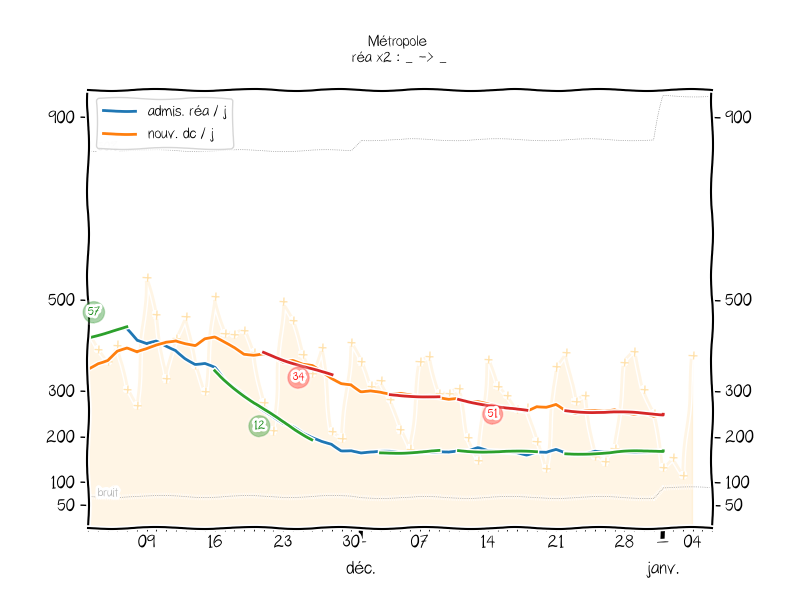 Métropole
réa x2 : _ -> _
admis. réa / j
nouv. dc / j
900
900
57
500
500
300
300
34
51
12
200
200
100
100
bruit
50
50
09 16 23 30 07 14 21 28 04
déc. janv.